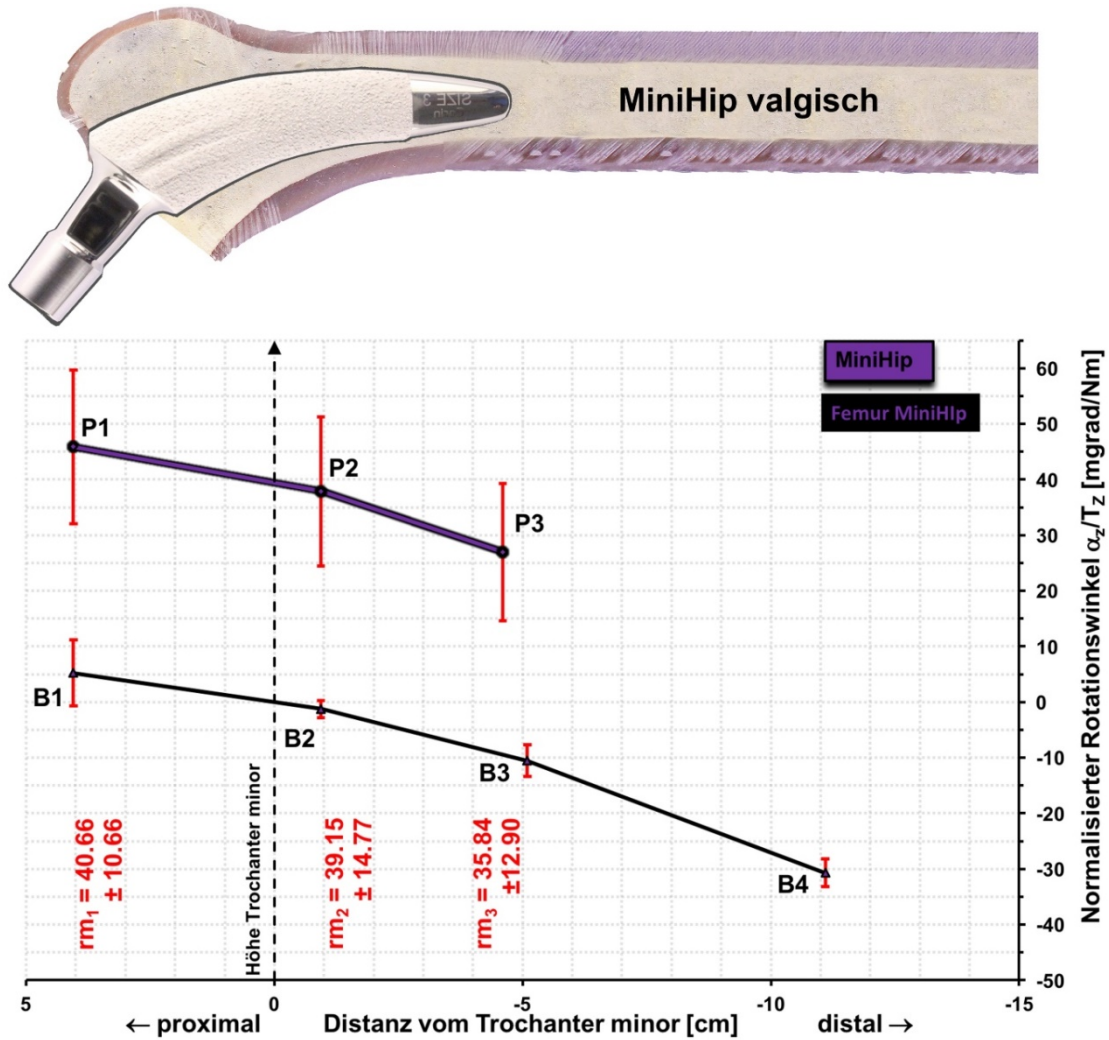 SIZE 3
MiniHip valgisch
MiniHip
Femur MiniHIp
P1
P2
P3
B1
B2
B3
B4
rm₁ = 40.66
± 10.66
rm₂ = 39.15
± 14.77
rm₃ = 35.84
±12.90
Höhe Trochanter minor
60
50
40
30
20
10
0
-10
-20
-30
-40
-50
Normalisierter Rotationswinkel α_z/T_Z [mgrad/Nm]
5 0 -5 -10 -15
← proximal Distanz vom Trochanter minor [cm] distal →